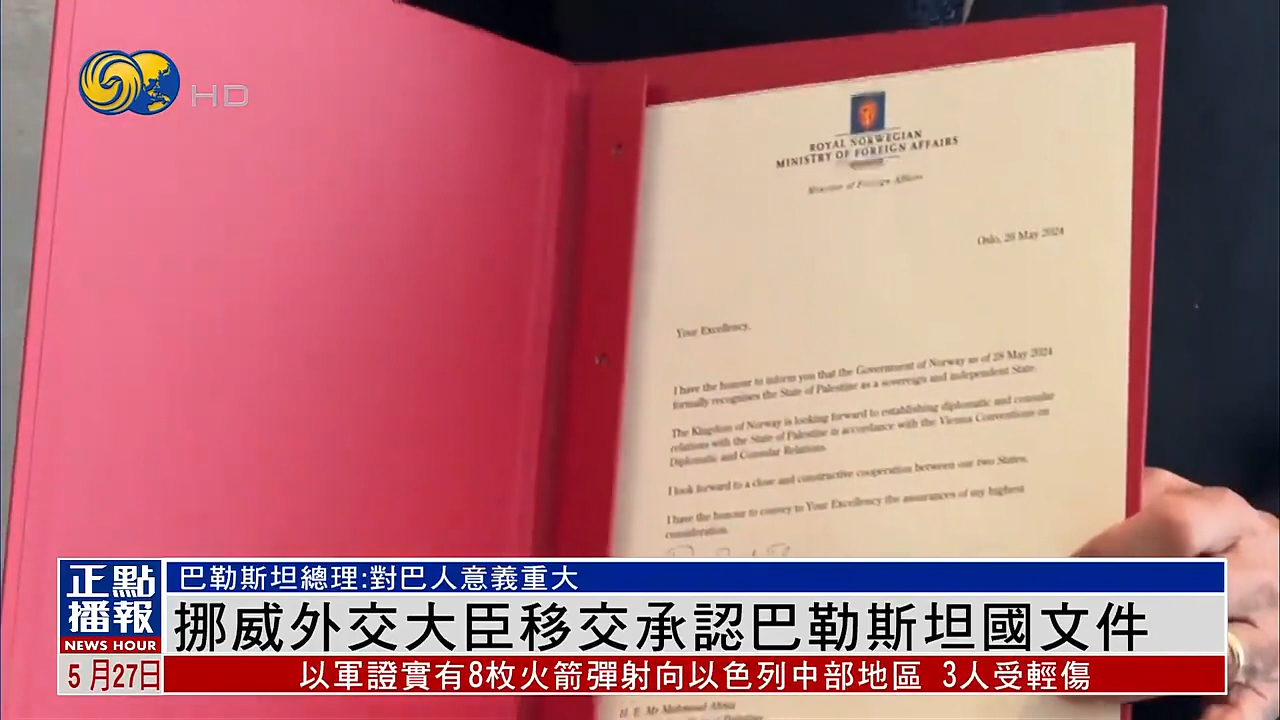 HD
ROYAL NORWEGIAN
MINISTRY OF FOREIGN AFFAIRS
Minister of Foreign Affairs
Oslo, 28 May 2024
Your Excellency,
I have the honour to inform you that the Government of Norway as of 28 May 2024
formally recognises the State of Palestine as a sovereign and independent State.
The Kingdom of Norway is looking forward to establishing diplomatic and consular
relations with the State of Palestine in accordance with the Vienna Conventions on
Diplomatic and Consular Relations.
I look forward to a close and constructive cooperation between our two States.
I have the honour to convey to Your Excellency the assurances of my highest
consideration.
正點
播報
NEWS HOUR
5月27日
巴勒斯坦總理:對巴人意義重大
挪威外交大臣移交承認巴勒斯坦國文件
以軍證實有8枚火箭彈射向以色列中部地區 3人受輕傷
H. E. Mr Mahmoud Abbas